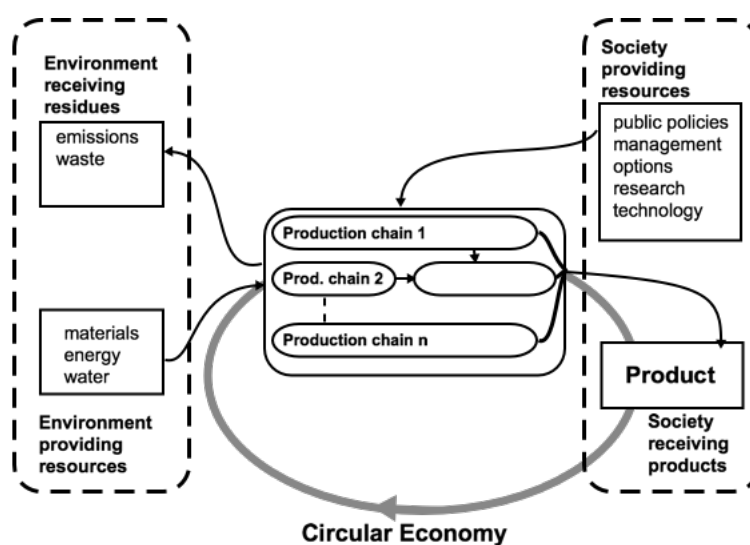 Environment
receiving
residues
emissions
waste
materials
energy
water
Environment
providing
resources
Production chain 1
Prod. chain 2
Production chain n
Society
providing
resources
public policies
management
options
research
technology
Product
Society
receiving
products
Circular Economy